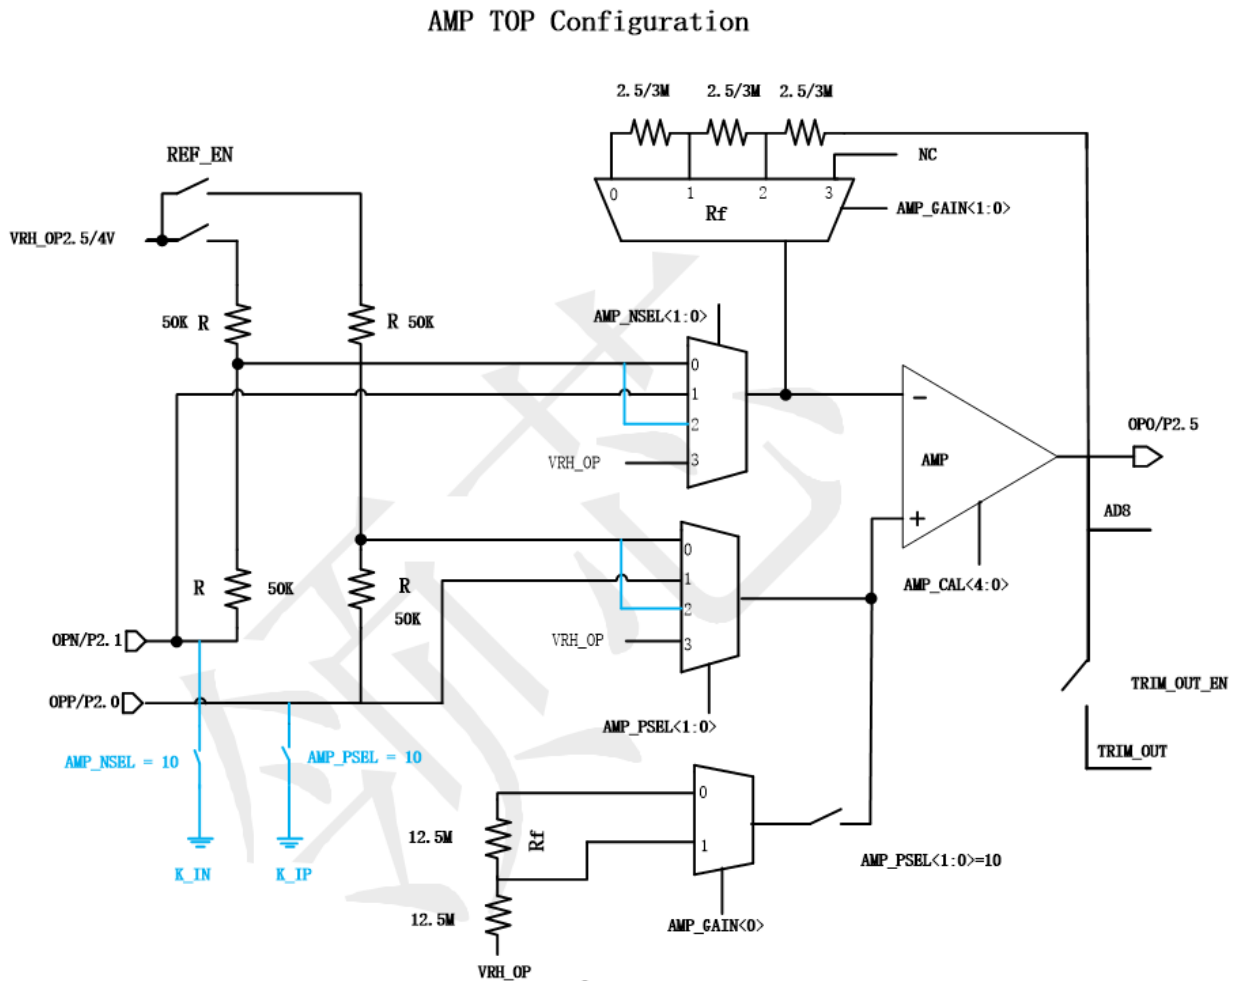 AMP TOP Configuration
2.5/3M 2.5/3M 2.5/3M
REF_EN
NC
0 1 2 3
Rf
AMP_GAIN<1:0>
VRH_OP2.5/4V
50K R
R 50K
AMP_NSEL<1:0>
0
1
2
3
VRH_OP
−
AMP
+
OPO/P2.5
AD8
AMP_CAL<4:0>
0
1
2
3
VRH_OP
R 50K
R
50K
OPN/P2.1
OPP/P2.0
AMP_PSEL<1:0>
TRIM_OUT_EN
TRIM_OUT
AMP_NSEL = 10
AMP_PSEL = 10
K_IN
K_IP
12.5M
Rf
12.5M
0
1
AMP_PSEL<1:0>=10
AMP_GAIN<0>
VRH_OP